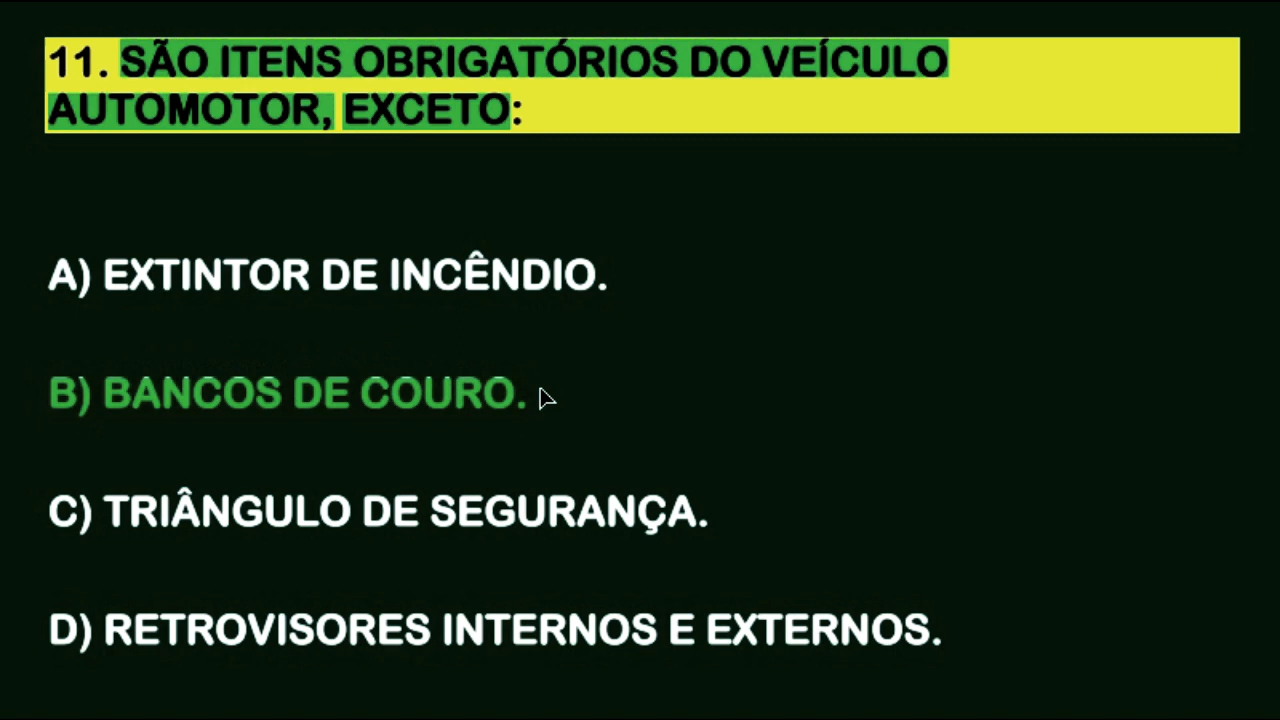 11. SÃO ITENS OBRIGATÓRIOS DO VEÍCULO
AUTOMOTOR, EXCETO:
A) EXTINTOR DE INCÊNDIO.
B) BANCOS DE COURO.
C) TRIÂNGULO DE SEGURANÇA.
D) RETROVISORES INTERNOS E EXTERNOS.